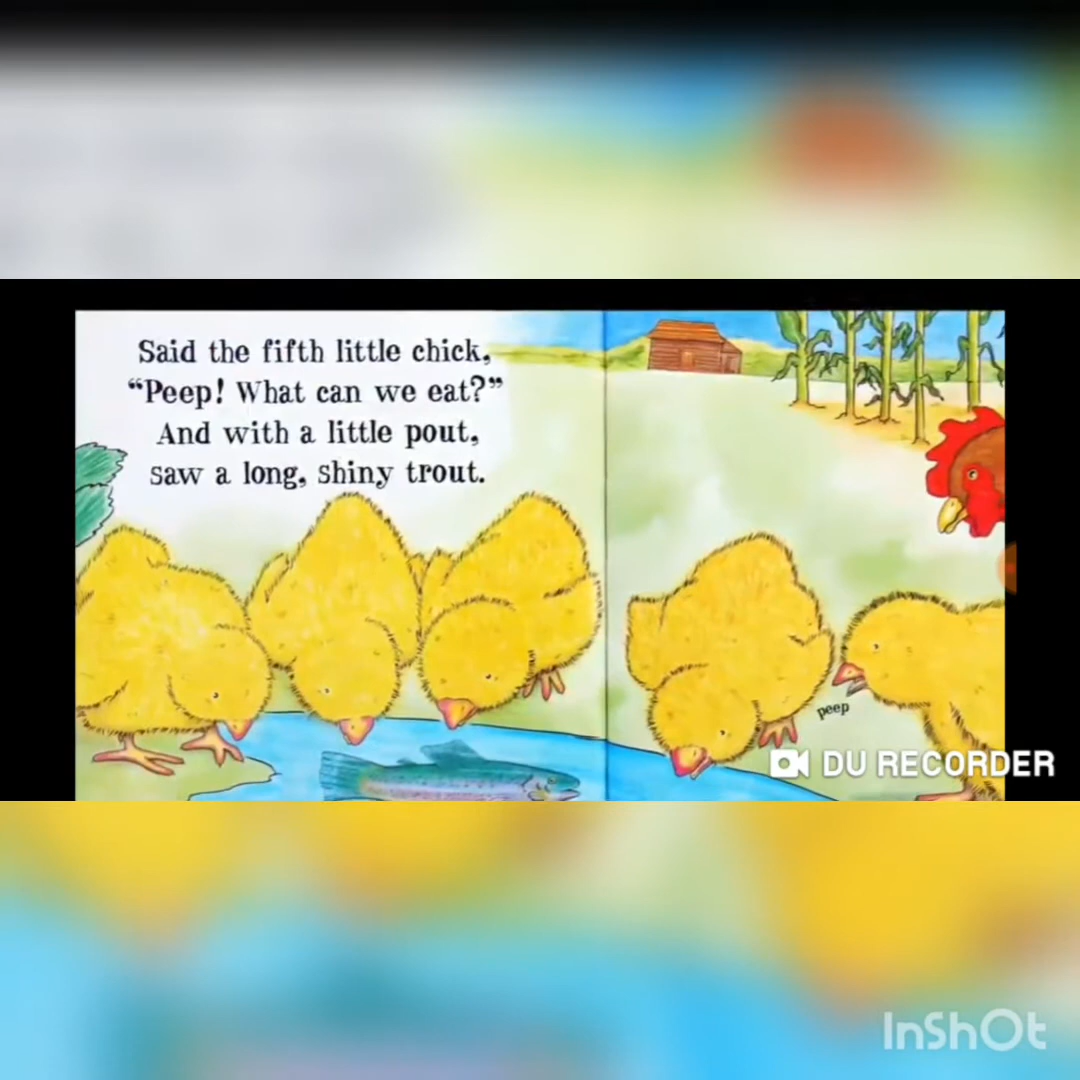 Said the fifth little chick,
“Peep! What can we eat?”
And with a little pout,
saw a long, shiny trout.
peep
DU RECORDER
InShOt